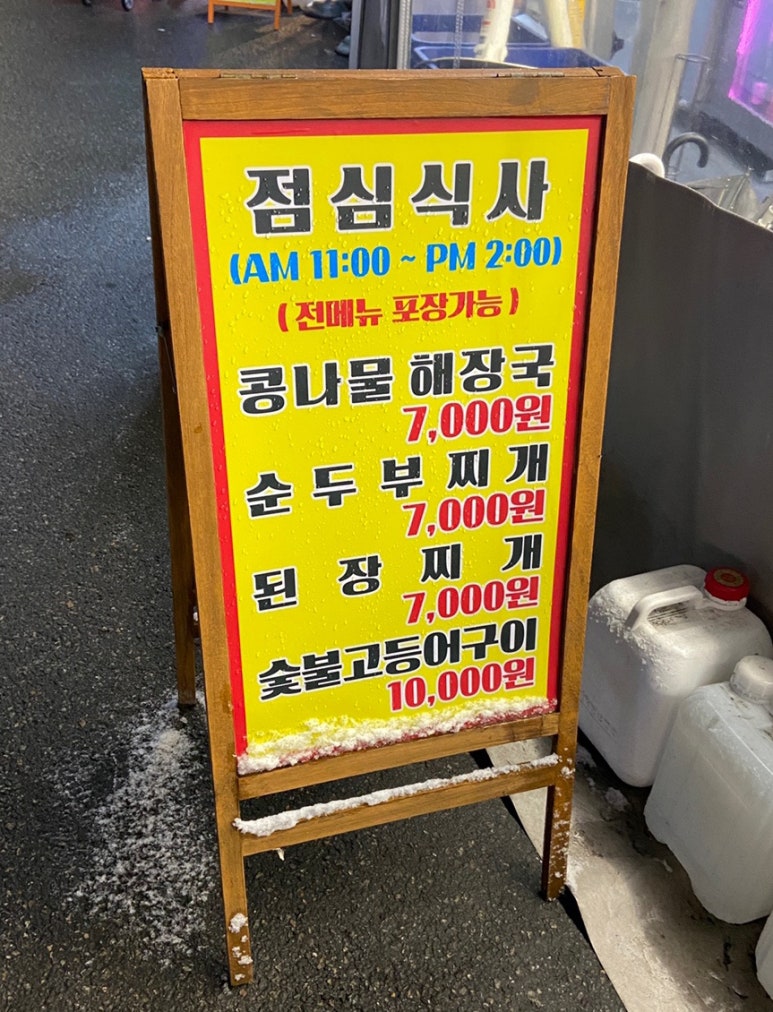 점심식사
(AM 11:00 ~ PM 2:00)
(전메뉴 포장가능)
콩나물 해장국
7,000원
순두부찌개
7,000원
된장찌개
7,000원
숯불고등어구이
10,000원